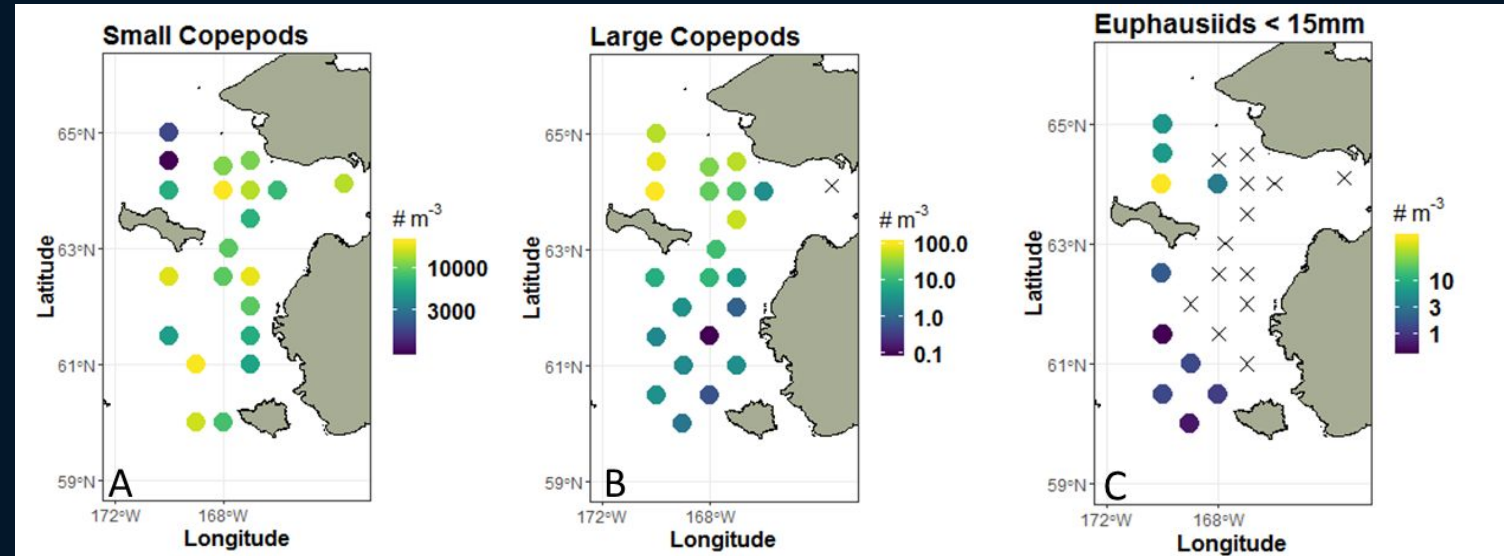 Small Copepods
65°N
63°N
61°N
59°N
172°W
168°W
Latitude
Longitude
A
# m⁻³
10000
3000
Large Copepods
65°N
63°N
61°N
59°N
172°W
168°W
Latitude
Longitude
B
# m⁻³
100.0
10.0
1.0
0.1
Euphausiids < 15mm
65°N
63°N
61°N
59°N
172°W
168°W
Latitude
Longitude
C
# m⁻³
10
3
1